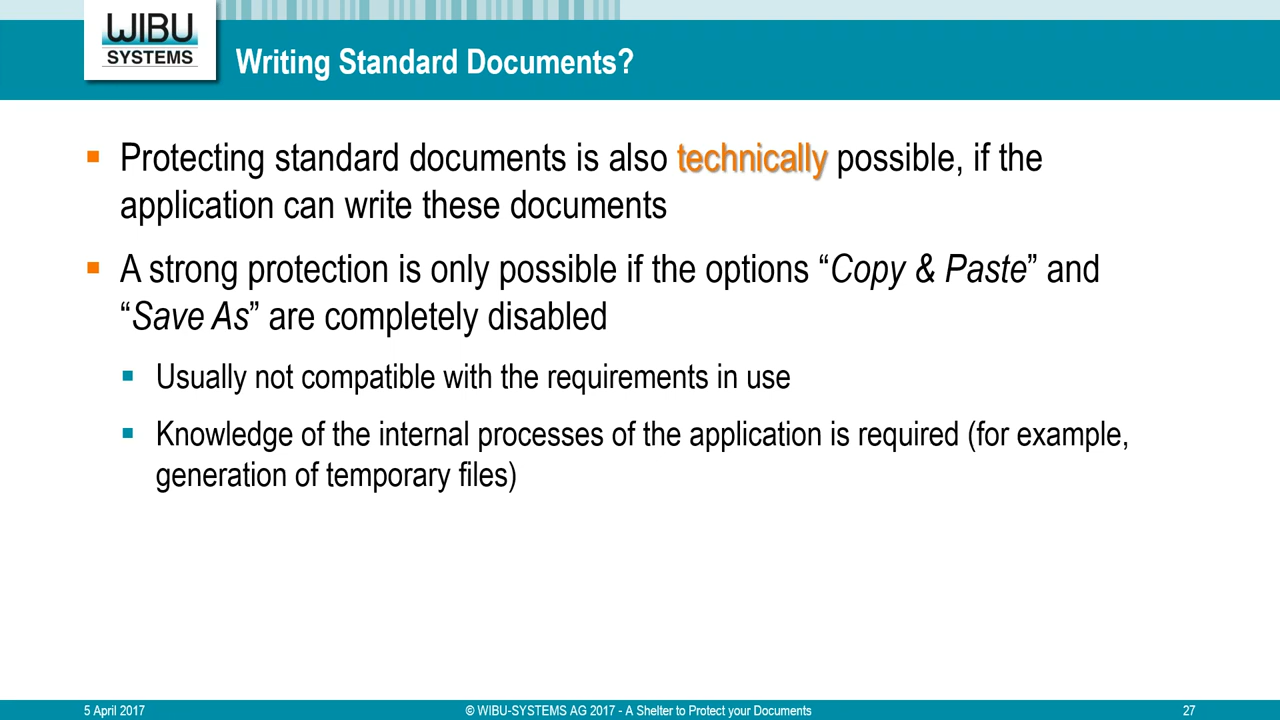 WIBU
SYSTEMS
Writing Standard Documents?
Protecting standard documents is also technically possible, if the
application can write these documents
A strong protection is only possible if the options “Copy & Paste” and
“Save As” are completely disabled
Usually not compatible with the requirements in use
Knowledge of the internal processes of the application is required (for example,
generation of temporary files)
5 April 2017
© WIBU-SYSTEMS AG 2017 - A Shelter to Protect your Documents
27